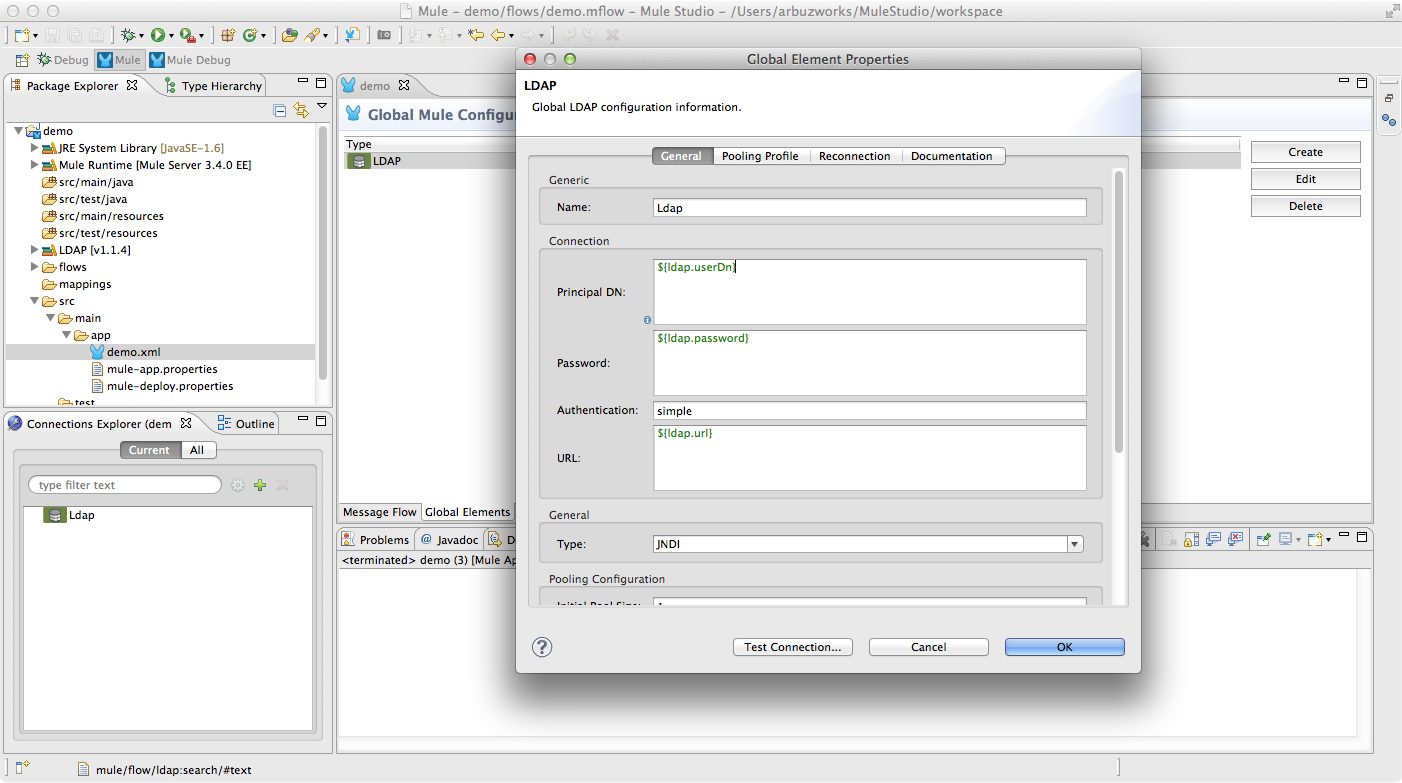 Mule – demo/flows/demo.mflow – Mule Studio – /Users/arbuzworks/MuleStudio/workspace
Debug Mule Mule Debug
Package Explorer Type Hierarchy
demo
JRE System Library [JavaSE-1.6]
Mule Runtime [Mule Server 3.4.0 EE]
src/main/java
src/test/java
src/main/resources
src/test/resources
LDAP [v1.1.4]
flows
mappings
src
main
app
demo.xml
mule-app.properties
mule-deploy.properties
test
Connections Explorer (dem Outline
Current All
type filter text
Ldap
demo
Global Mule Configu
Type
LDAP
Create
Edit
Delete
Message Flow Global Elements
Problems @ Javadoc D
<terminated> demo (3) [Mule Ap
Global Element Properties
LDAP
Global LDAP configuration information.
General Pooling Profile Reconnection Documentation
Generic
Name: Ldap
Connection
Principal DN: ${ldap.userDn}
Password: ${ldap.password}
Authentication: simple
URL: ${ldap.url}
General
Type: JNDI
Pooling Configuration
Initial Pool Size: 1
? Test Connection... Cancel OK
mule/flow/ldap:search/#text